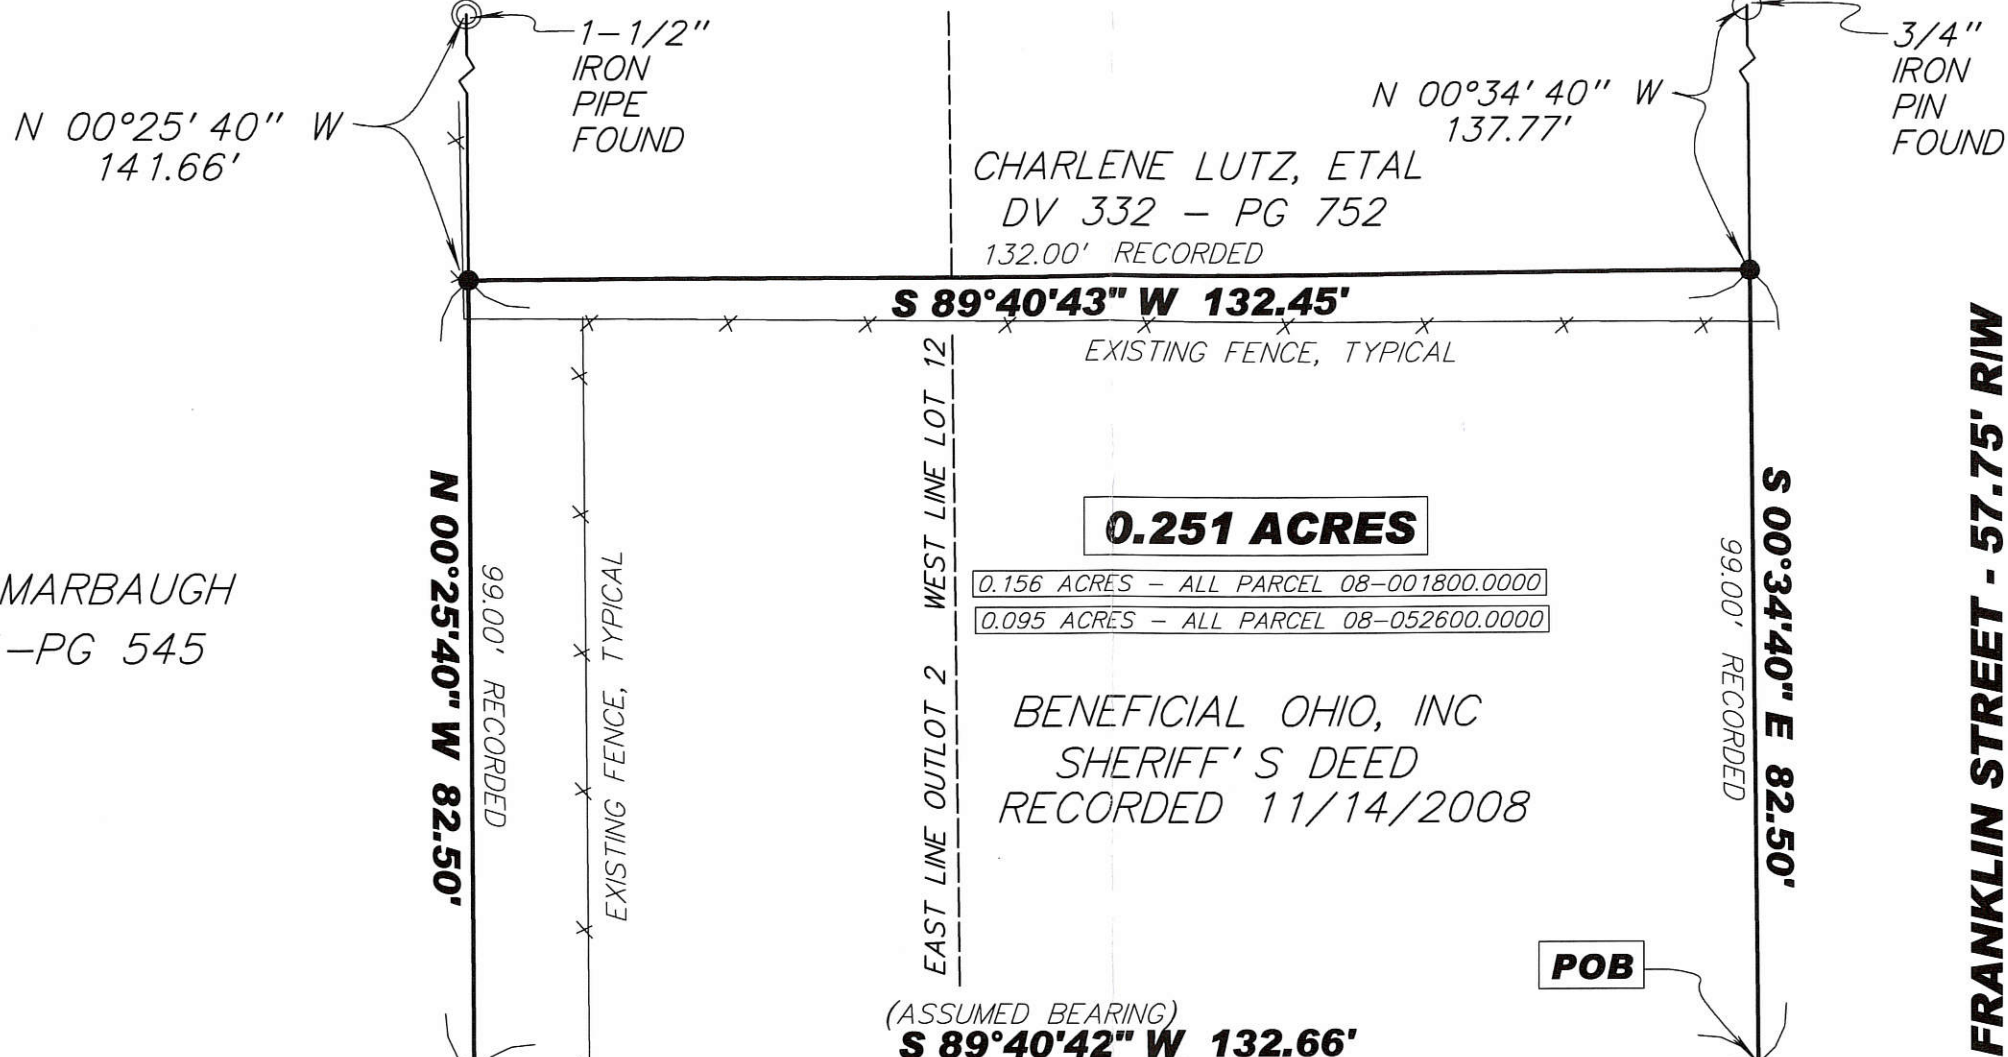 1-1/2"
IRON
PIPE
FOUND
3/4"
IRON
PIN
FOUND
N 00°25'40" W
141.66'
N 00°34'40" W
137.77'
CHARLENE LUTZ, ETAL
DV 332 - PG 752
132.00' RECORDED
S 89°40'43" W 132.45'
EXISTING FENCE, TYPICAL
MARBAUGH
-PG 545
N 00°25'40" W 82.50'
99.00' RECORDED
EXISTING FENCE, TYPICAL
EAST LINE OUTLOT 2 WEST LINE LOT 12
0.251 ACRES
0.156 ACRES - ALL PARCEL 08-001800.0000
0.095 ACRES - ALL PARCEL 08-052600.0000
BENEFICIAL OHIO, INC
SHERIFF'S DEED
RECORDED 11/14/2008
99.00' RECORDED
S 00°34'40" E 82.50'
FRANKLIN STREET - 57.75' R/W
POB
(ASSUMED BEARING)
S 89°40'42" W 132.66'